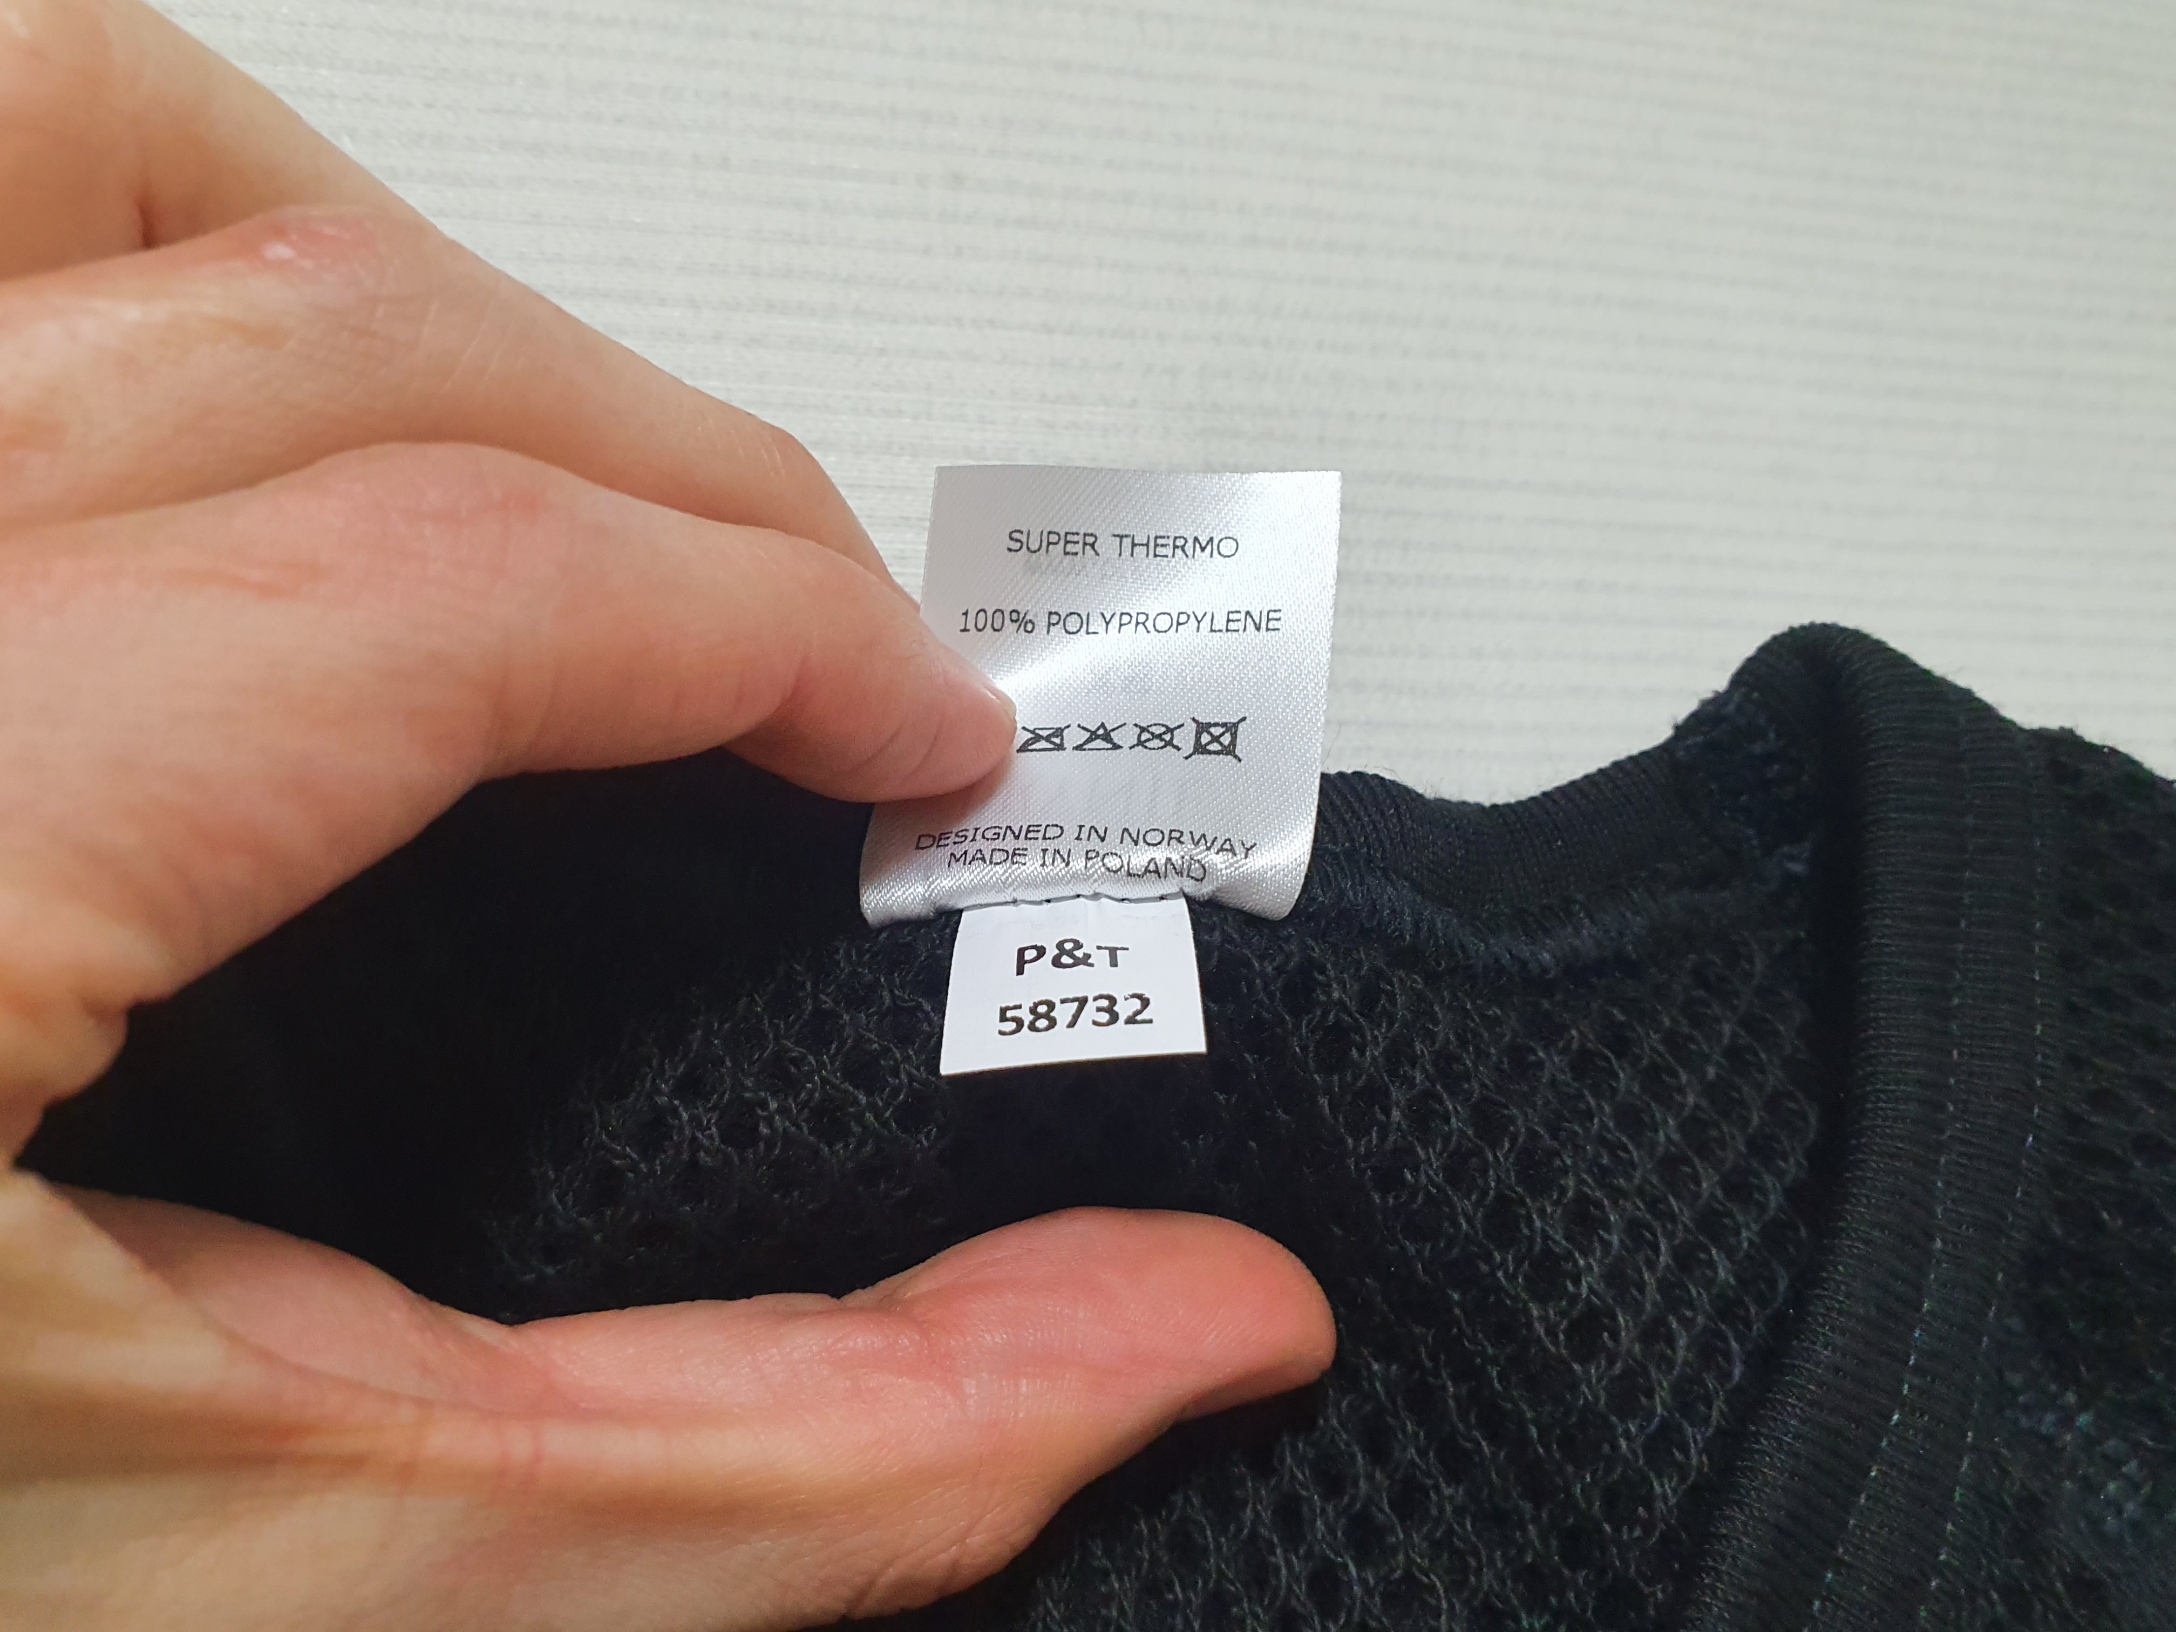 SUPER THERMO
100% POLYPROPYLENE
DESIGNED IN NORWAY
MADE IN POLAND
P&T
58732